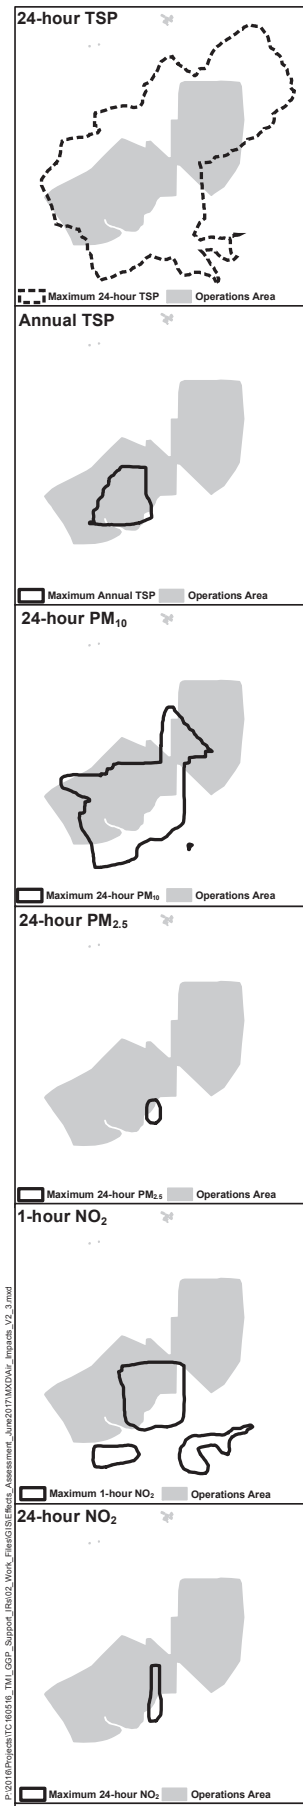 24-hour TSP
Maximum 24-hour TSP Operations Area
Annual TSP
Maximum Annual TSP Operations Area
24-hour PM10
Maximum 24-hour PM10 Operations Area
24-hour PM2.5
Maximum 24-hour PM2.5 Operations Area
1-hour NO2
Maximum 1-hour NO2 Operations Area
24-hour NO2
Maximum 24-hour NO2 Operations Area
P:\2016\Projects\TC160516_TMI_GGP_Support_IRs\02_Work_Files\GIS\Effects_Assessment_June2017\MXD\Air_Impacts_V2_3.mxd